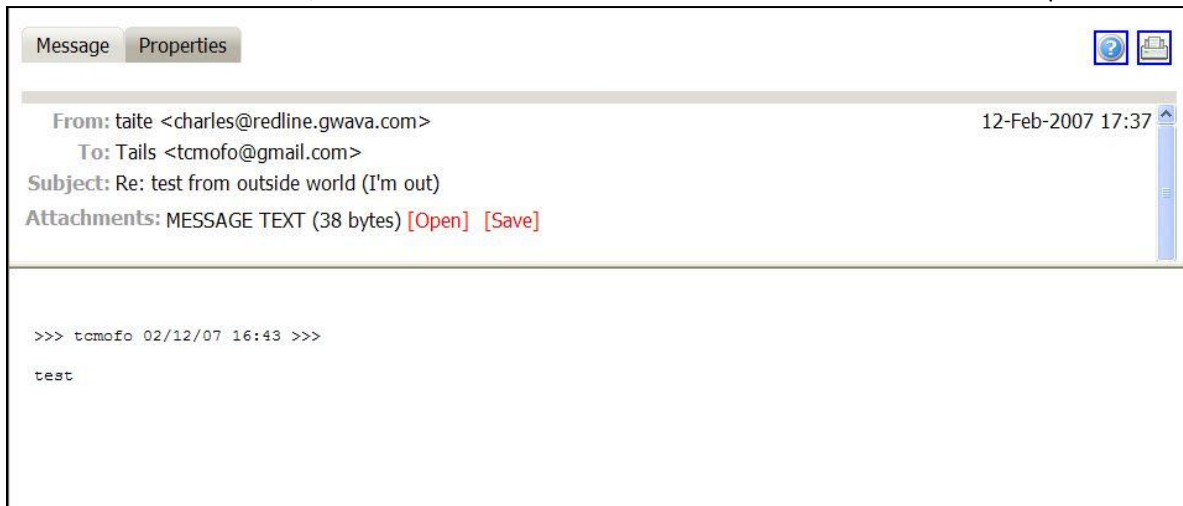 Message Properties
From: taite <charles@redline.gwava.com> 12-Feb-2007 17:37
To: Tails <tcmofo@gmail.com>
Subject: Re: test from outside world (I'm out)
Attachments: MESSAGE TEXT (38 bytes) [Open] [Save]
>>> tcmofo 02/12/07 16:43 >>>
test